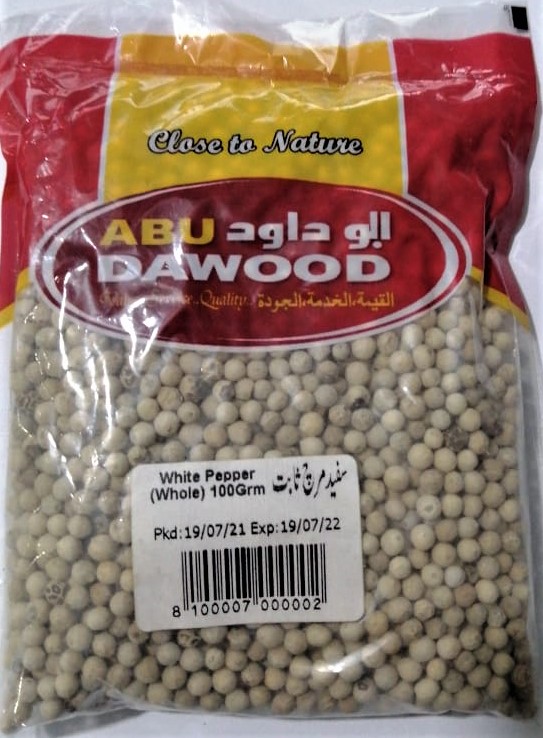 Close to Nature
ABU ابو داود
DAWOOD
Quality القيمة،الخدمة،الجودة
White Pepper سفید مرچ ثابت
(Whole) 100Grm
Pkd:19/07/21 Exp:19/07/22
8 100007 000002